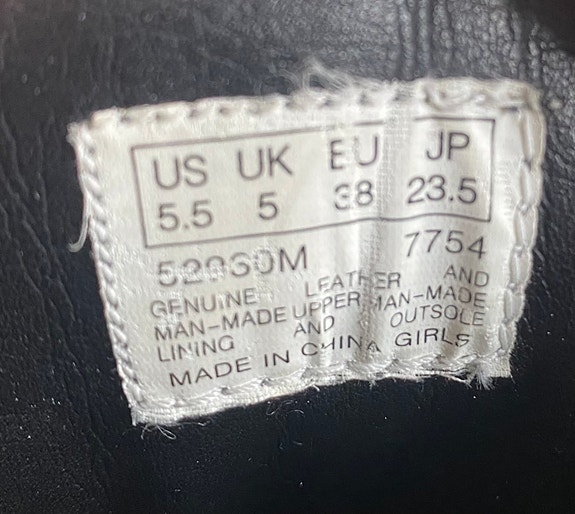 US UK EU JP
5.5 5 38 23.5
7754
GENUINE LEATHER AND
MAN-MADE UPPER MAN-MADE
LINING AND OUTSOLE
MADE IN CHINA GIRLS